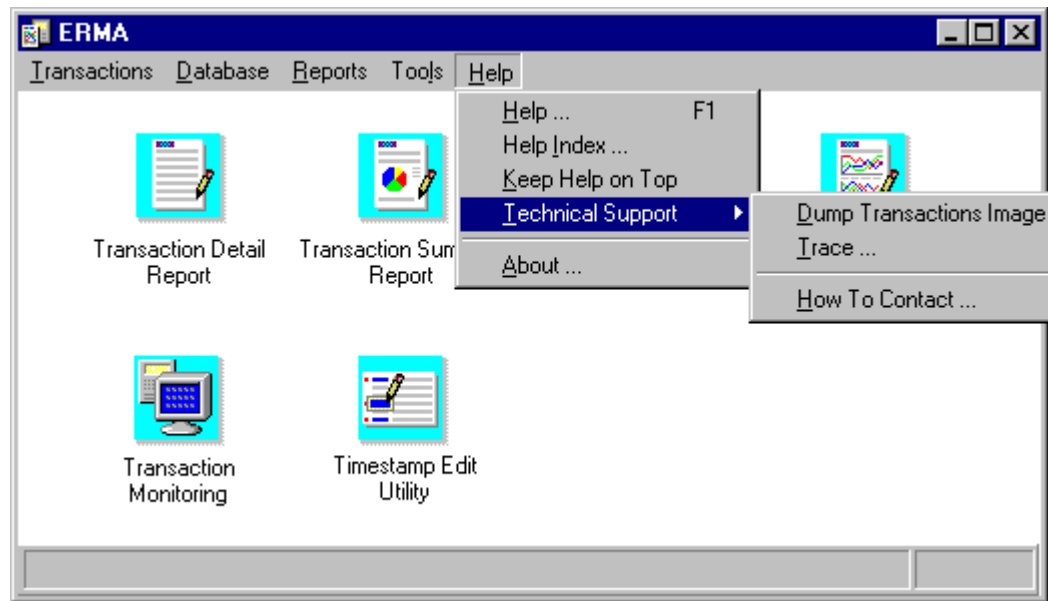 ERMA
Transactions Database Reports Tools Help
Help ... F1
Help Index ...
Keep Help on Top
Technical Support
About ...
Dump Transactions Image
Trace ...
How To Contact ...
Transaction Detail
Report
Transaction Sum
Report
Transaction
Monitoring
Timestamp Edit
Utility